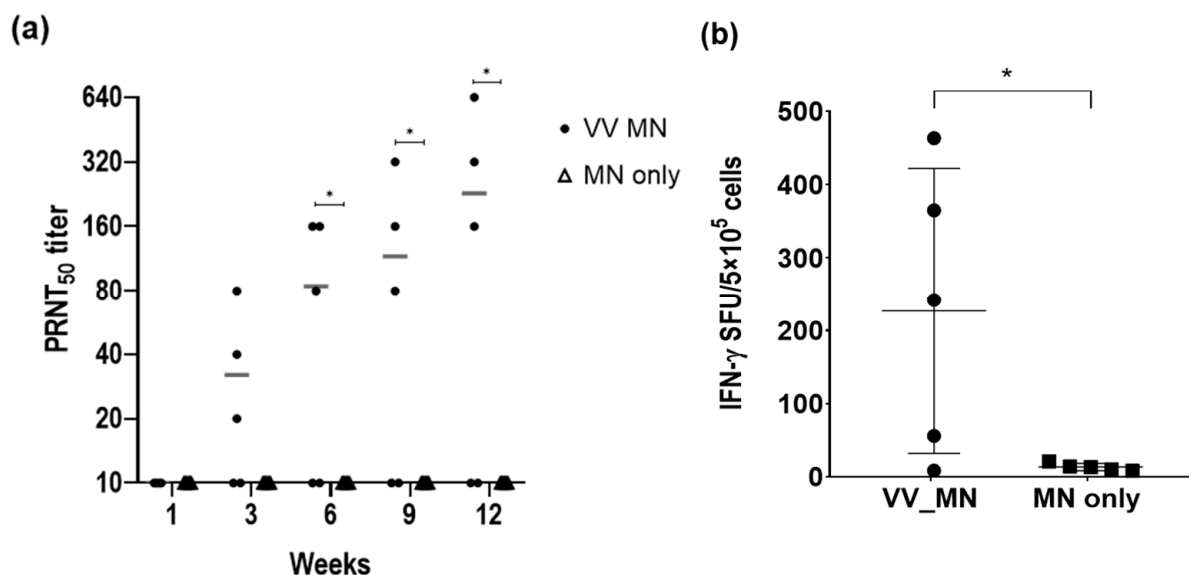 (a)
640
320
160
80
40
20
10
PRNT₅₀ titer
1 3 6 9 12
Weeks
* * * *
VV MN
MN only
(b)
*
500
400
300
200
100
0
IFN-γ SFU/5×10⁵ cells
VV_MN MN only